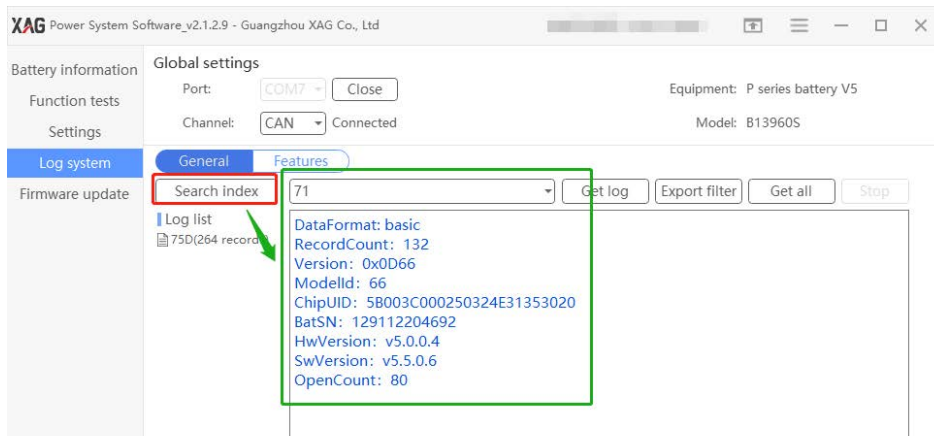 XAG Power System Software_v2.1.2.9 - Guangzhou XAG Co., Ltd
Battery information
Function tests
Settings
Log system
Firmware update
Global settings
Port: COM7 Close
Equipment: P series battery V5
Channel: CAN Connected
Model: B13960S
General Features
Search index 71 Get log Export filter Get all Stop
Log list
75D(264 record
DataFormat: basic
RecordCount: 132
Version: 0x0D66
ModelId: 66
ChipUID: 5B003C000250324E31353020
BatSN: 129112204692
HwVersion: v5.0.0.4
SwVersion: v5.5.0.6
OpenCount: 80